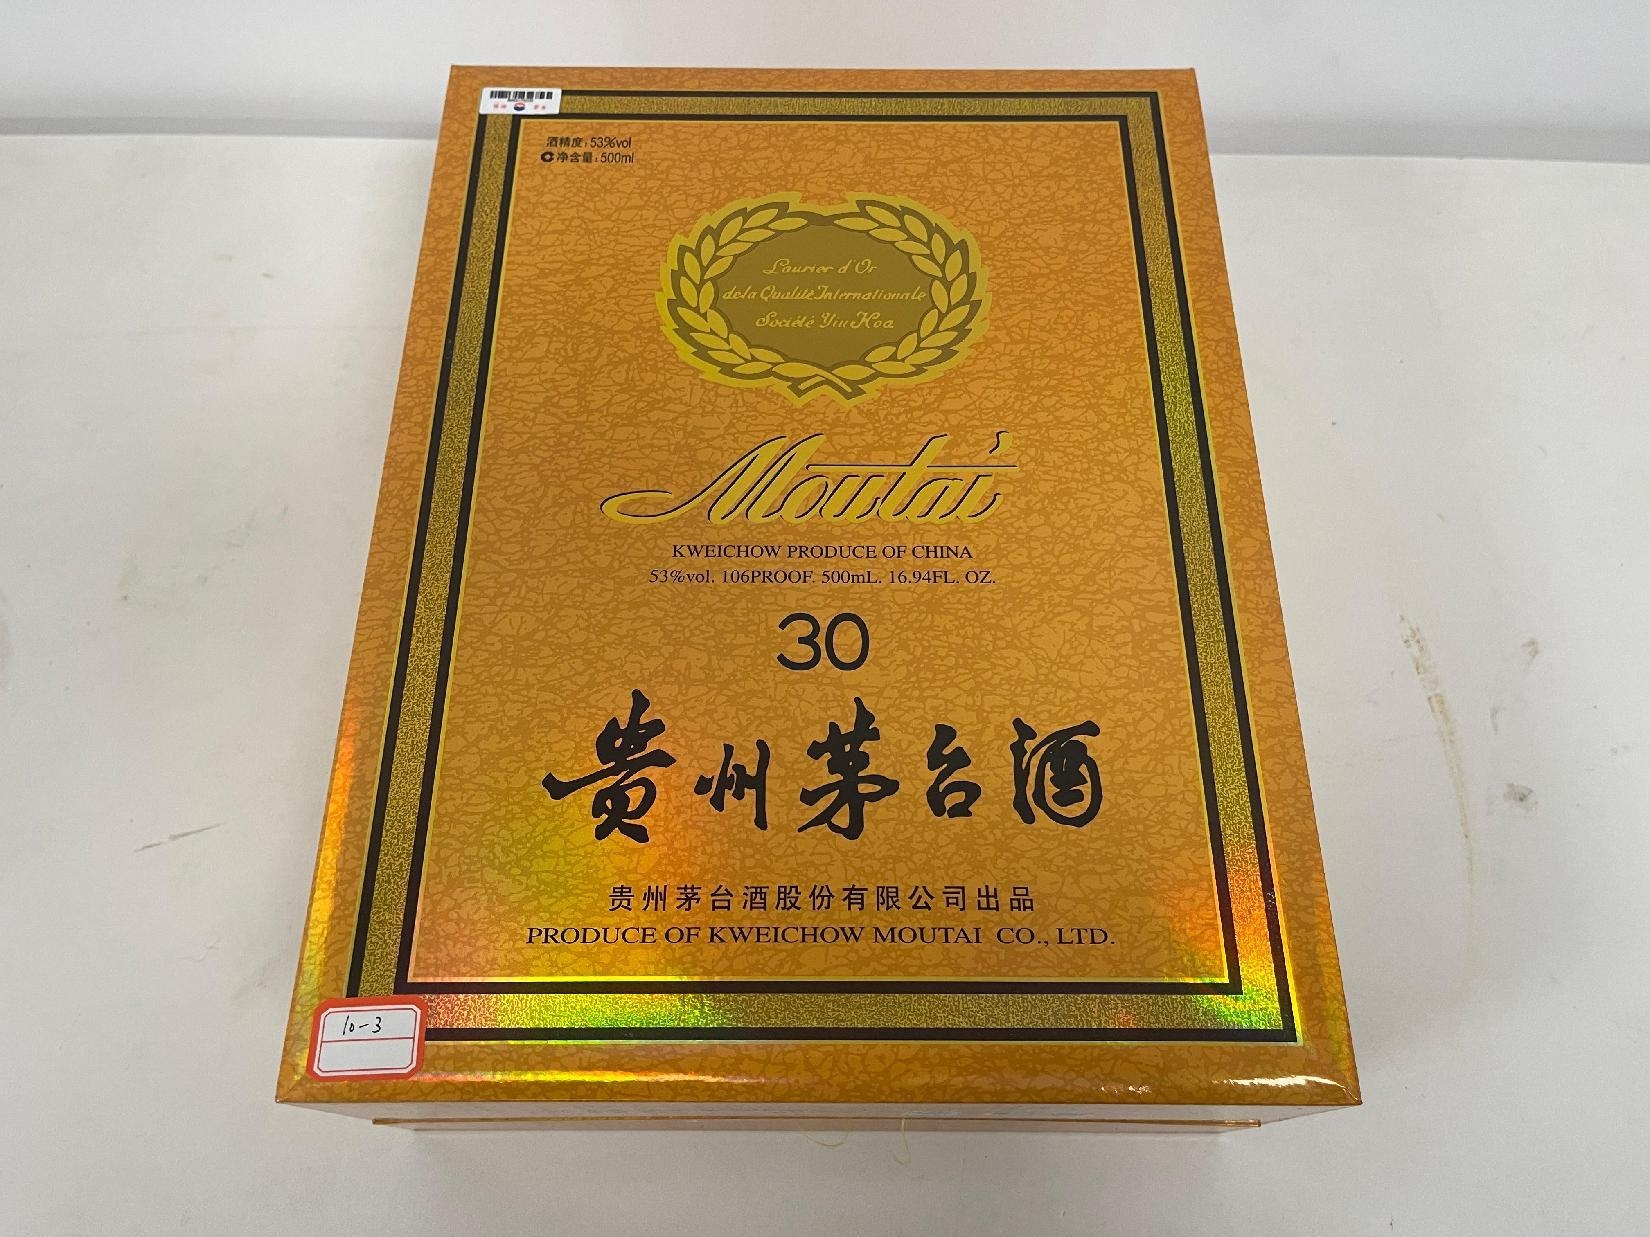 酒精度：53%vol
净含量：500ml
Laurier d'Or
de la Qualité Internationale
Société Yiu Hoa
Moutai
KWEICHOW PRODUCE OF CHINA
53%vol. 106PROOF. 500mL. 16.94FL. OZ.
30
贵州茅台酒
贵州茅台酒股份有限公司出品
PRODUCE OF KWEICHOW MOUTAI CO., LTD.
10-3